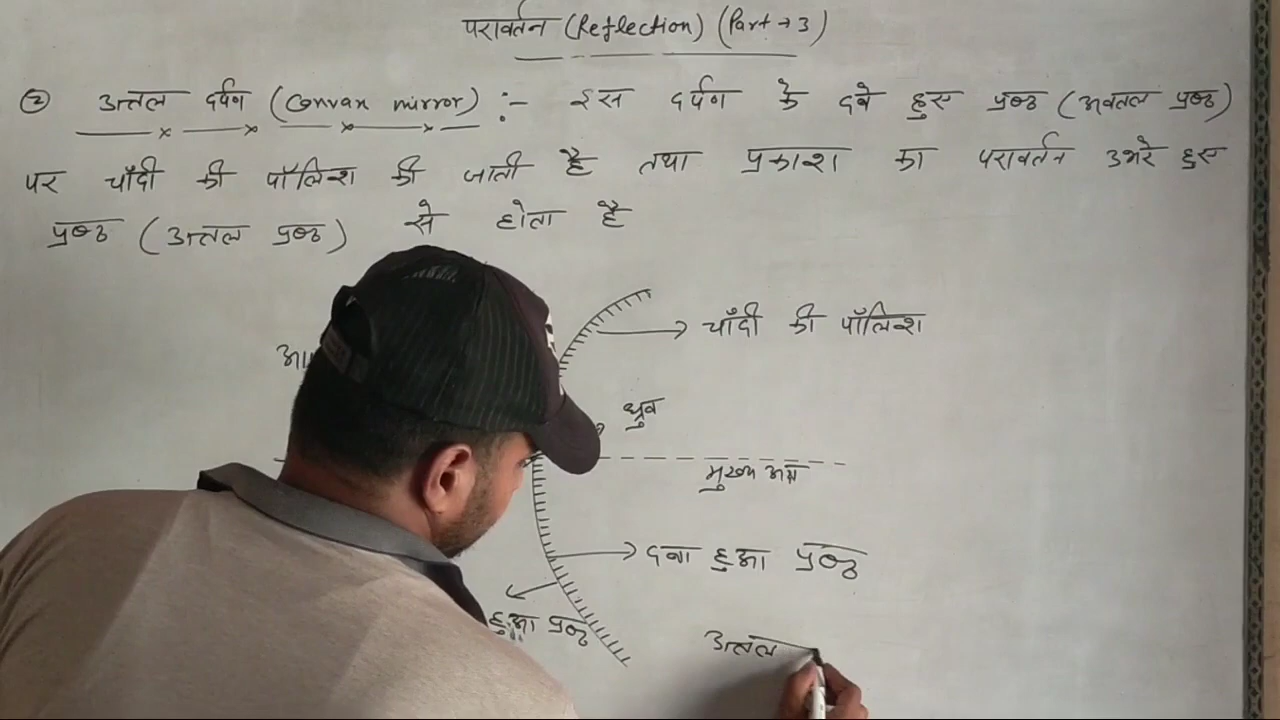 परावर्तन (Reflection) (Part → 3)
② उत्तल दर्पण (Convax mirror) :- इस दर्पण के दबे हुए पृष्ठ (अवतल पृष्ठ)
पर चाँदी की पॉलिश की जाती है तथा प्रकाश का परावर्तन उभरे हुए
पृष्ठ (उत्तल पृष्ठ) से होता है
चाँदी की पॉलिश
ध्रुव
मुख्य अक्ष
दबा हुआ पृष्ठ
हुआ पृष्ठ
उत्तल